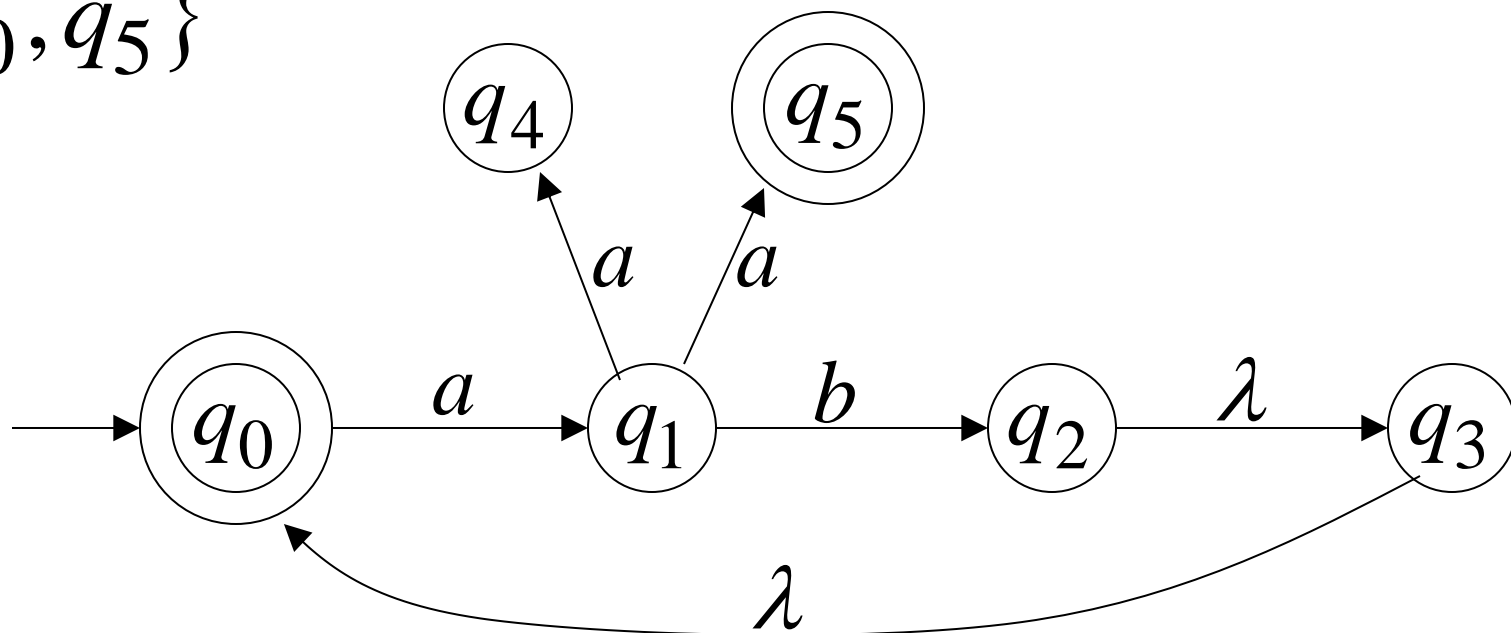 ,q₅}
q₄ q₅
a a
q₀ a q₁ b q₂ λ q₃
λ